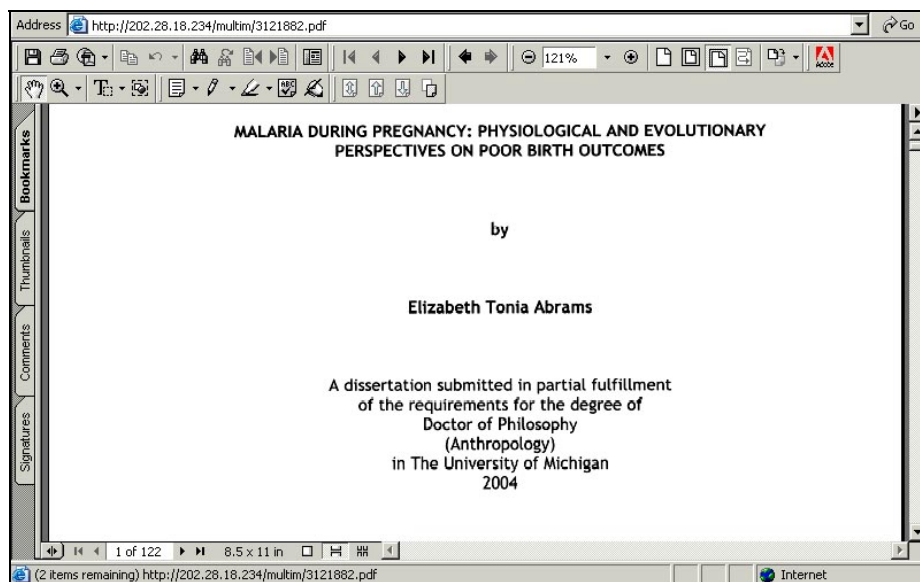 Address http://202.28.18.234/multim/3121882.pdf Go
121% Adobe
Bookmarks
Thumbnails
Comments
Signatures
MALARIA DURING PREGNANCY: PHYSIOLOGICAL AND EVOLUTIONARY
PERSPECTIVES ON POOR BIRTH OUTCOMES
by
Elizabeth Tonia Abrams
A dissertation submitted in partial fulfillment
of the requirements for the degree of
Doctor of Philosophy
(Anthropology)
in The University of Michigan
2004
1 of 122 8.5 x 11 in
(2 items remaining) http://202.28.18.234/multim/3121882.pdf Internet